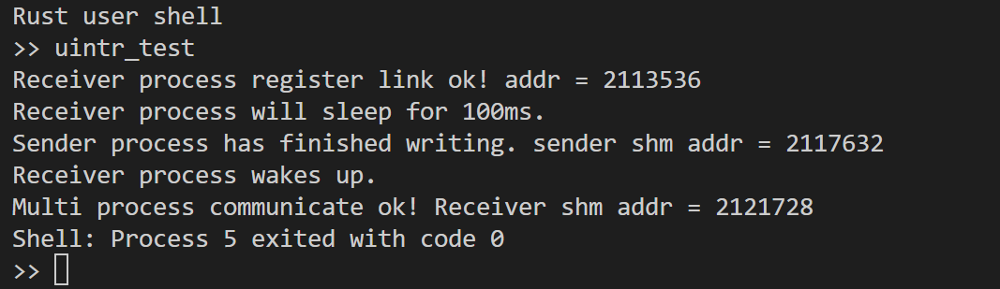 Rust user shell
>> uintr_test
Receiver process register link ok! addr = 2113536
Receiver process will sleep for 100ms.
Sender process has finished writing. sender shm addr = 2117632
Receiver process wakes up.
Multi process communicate ok! Receiver shm addr = 2121728
Shell: Process 5 exited with code 0
>>